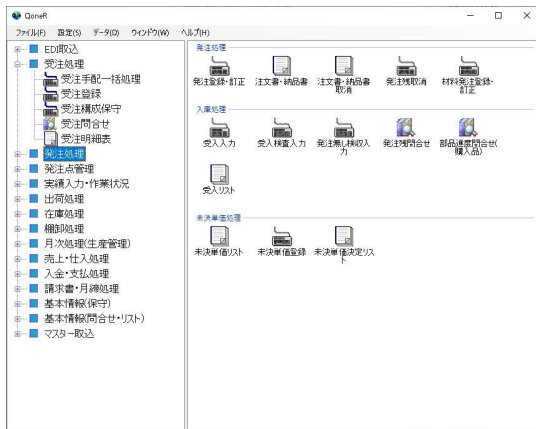 QoneR
ファイル(F) 設定(S) データ(D) ウインドウ(W) ヘルプ(H)
EDI取込
受注処理
受注手配一括処理
受注登録
受注構成保守
受注問合せ
受注明細表
発注処理
発注点管理
実績入力・作業状況
出荷処理
在庫処理
棚卸処理
月次処理(生産管理)
売上・仕入処理
入金・支払処理
請求書・月締処理
基本情報(保守)
基本情報(問合せ・リスト)
マスター取込
発注処理
発注登録・訂正 注文書・納品書 注文書・納品書 発注残取消 材料発注登録・
取消 訂正
入庫処理
受入入力 受入検査入力 発注無し検収入 発注残問合せ 部品進度問合せ(
力 購入品)
受入リスト
未決単価処理
未決単価リスト 未決単価登録 未決単価決定リス
ト